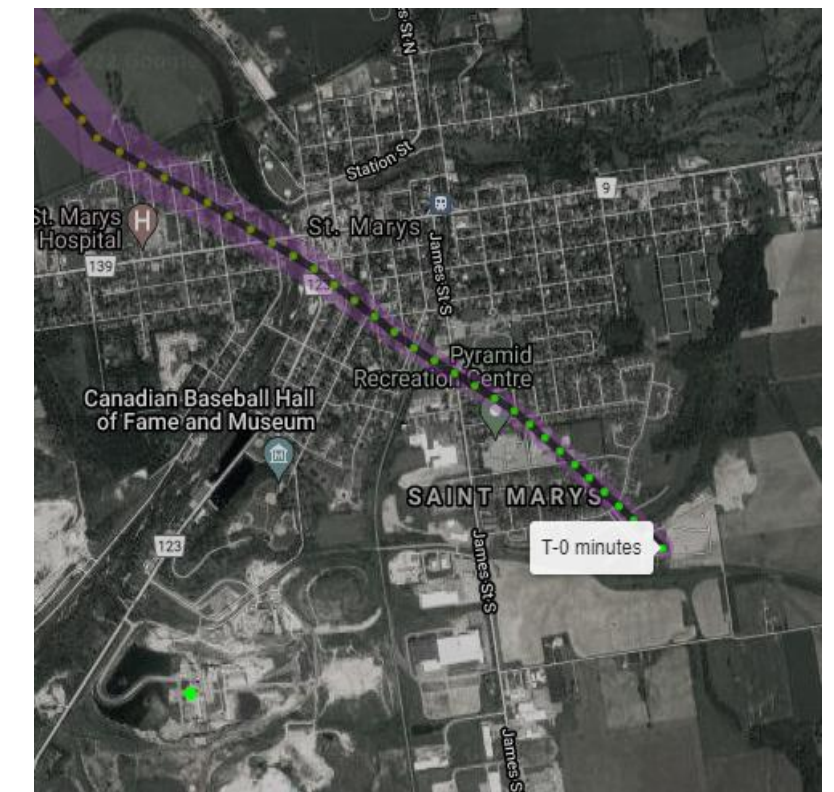 s St N
Station St
9
St. Marys
Hospital
H
St. Marys
139
James St S
Pyramid
Recreation Centre
Canadian Baseball Hall
of Fame and Museum
SAINT MARYS
T-0 minutes
123
James St S
James S